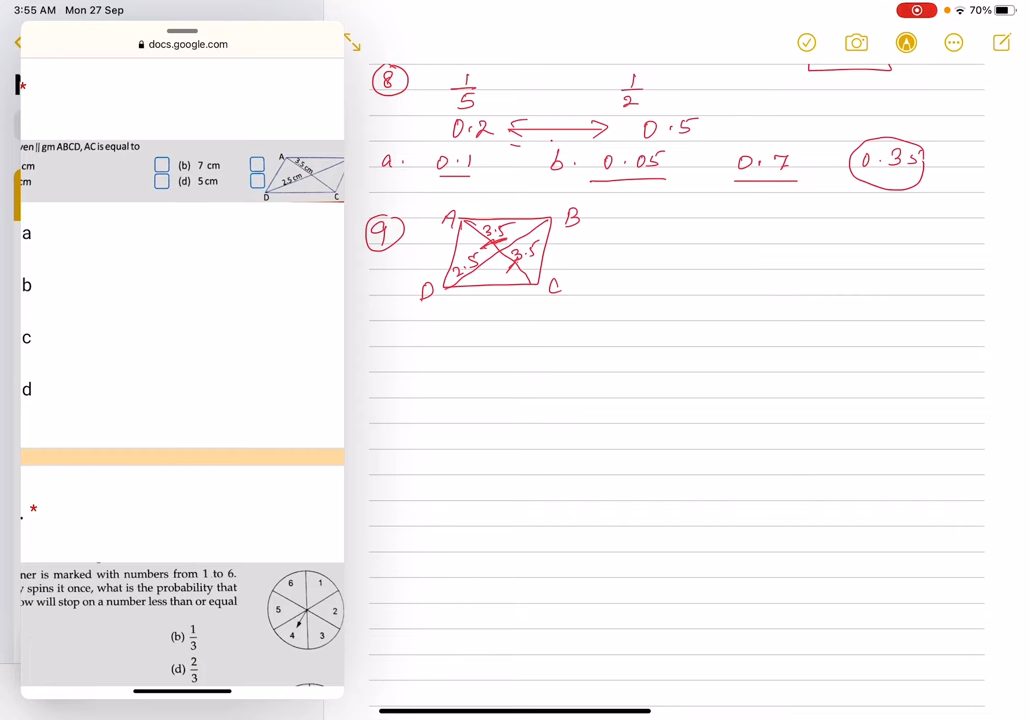 3:55 AM Mon 27 Sep
70%
docs.google.com
*
ven || gm ABCD, AC is equal to
cm (b) 7 cm
cm (d) 5 cm
A
3.5 cm
2.5 cm
D C
a
b
c
d
. *
ner is marked with numbers from 1 to 6.
y spins it once, what is the probability that
ow will stop on a number less than or equal
(b) 1/3
(d) 2/3
6 1
5 2
4 3
8 1/5 1/2
0.2 0.5
a. 0.1 b. 0.05 0.7 0.35
9 A B
3.5
2.5 3.5
D C